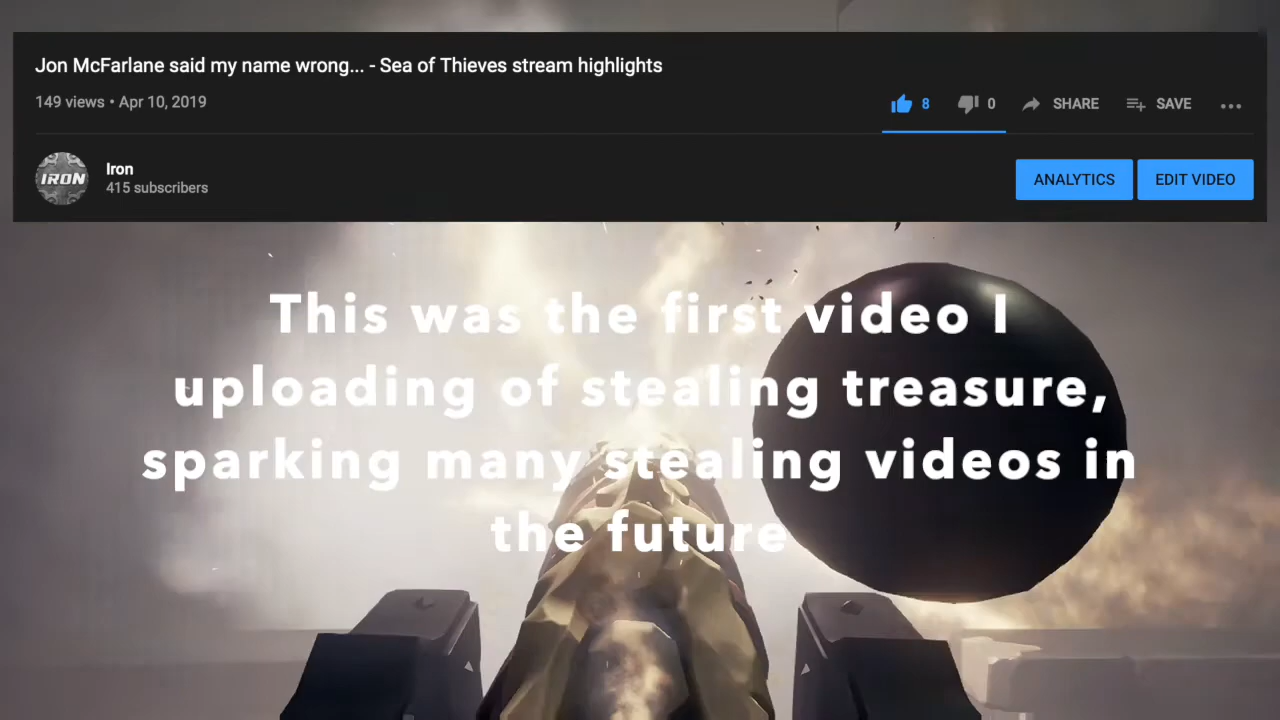 Jon McFarlane said my name wrong... - Sea of Thieves stream highlights
149 views • Apr 10, 2019
8
0
SHARE
SAVE
IRON
Iron
415 subscribers
ANALYTICS
EDIT VIDEO
This was the first video I
uploading of stealing treasure,
sparking many stealing videos in
the future